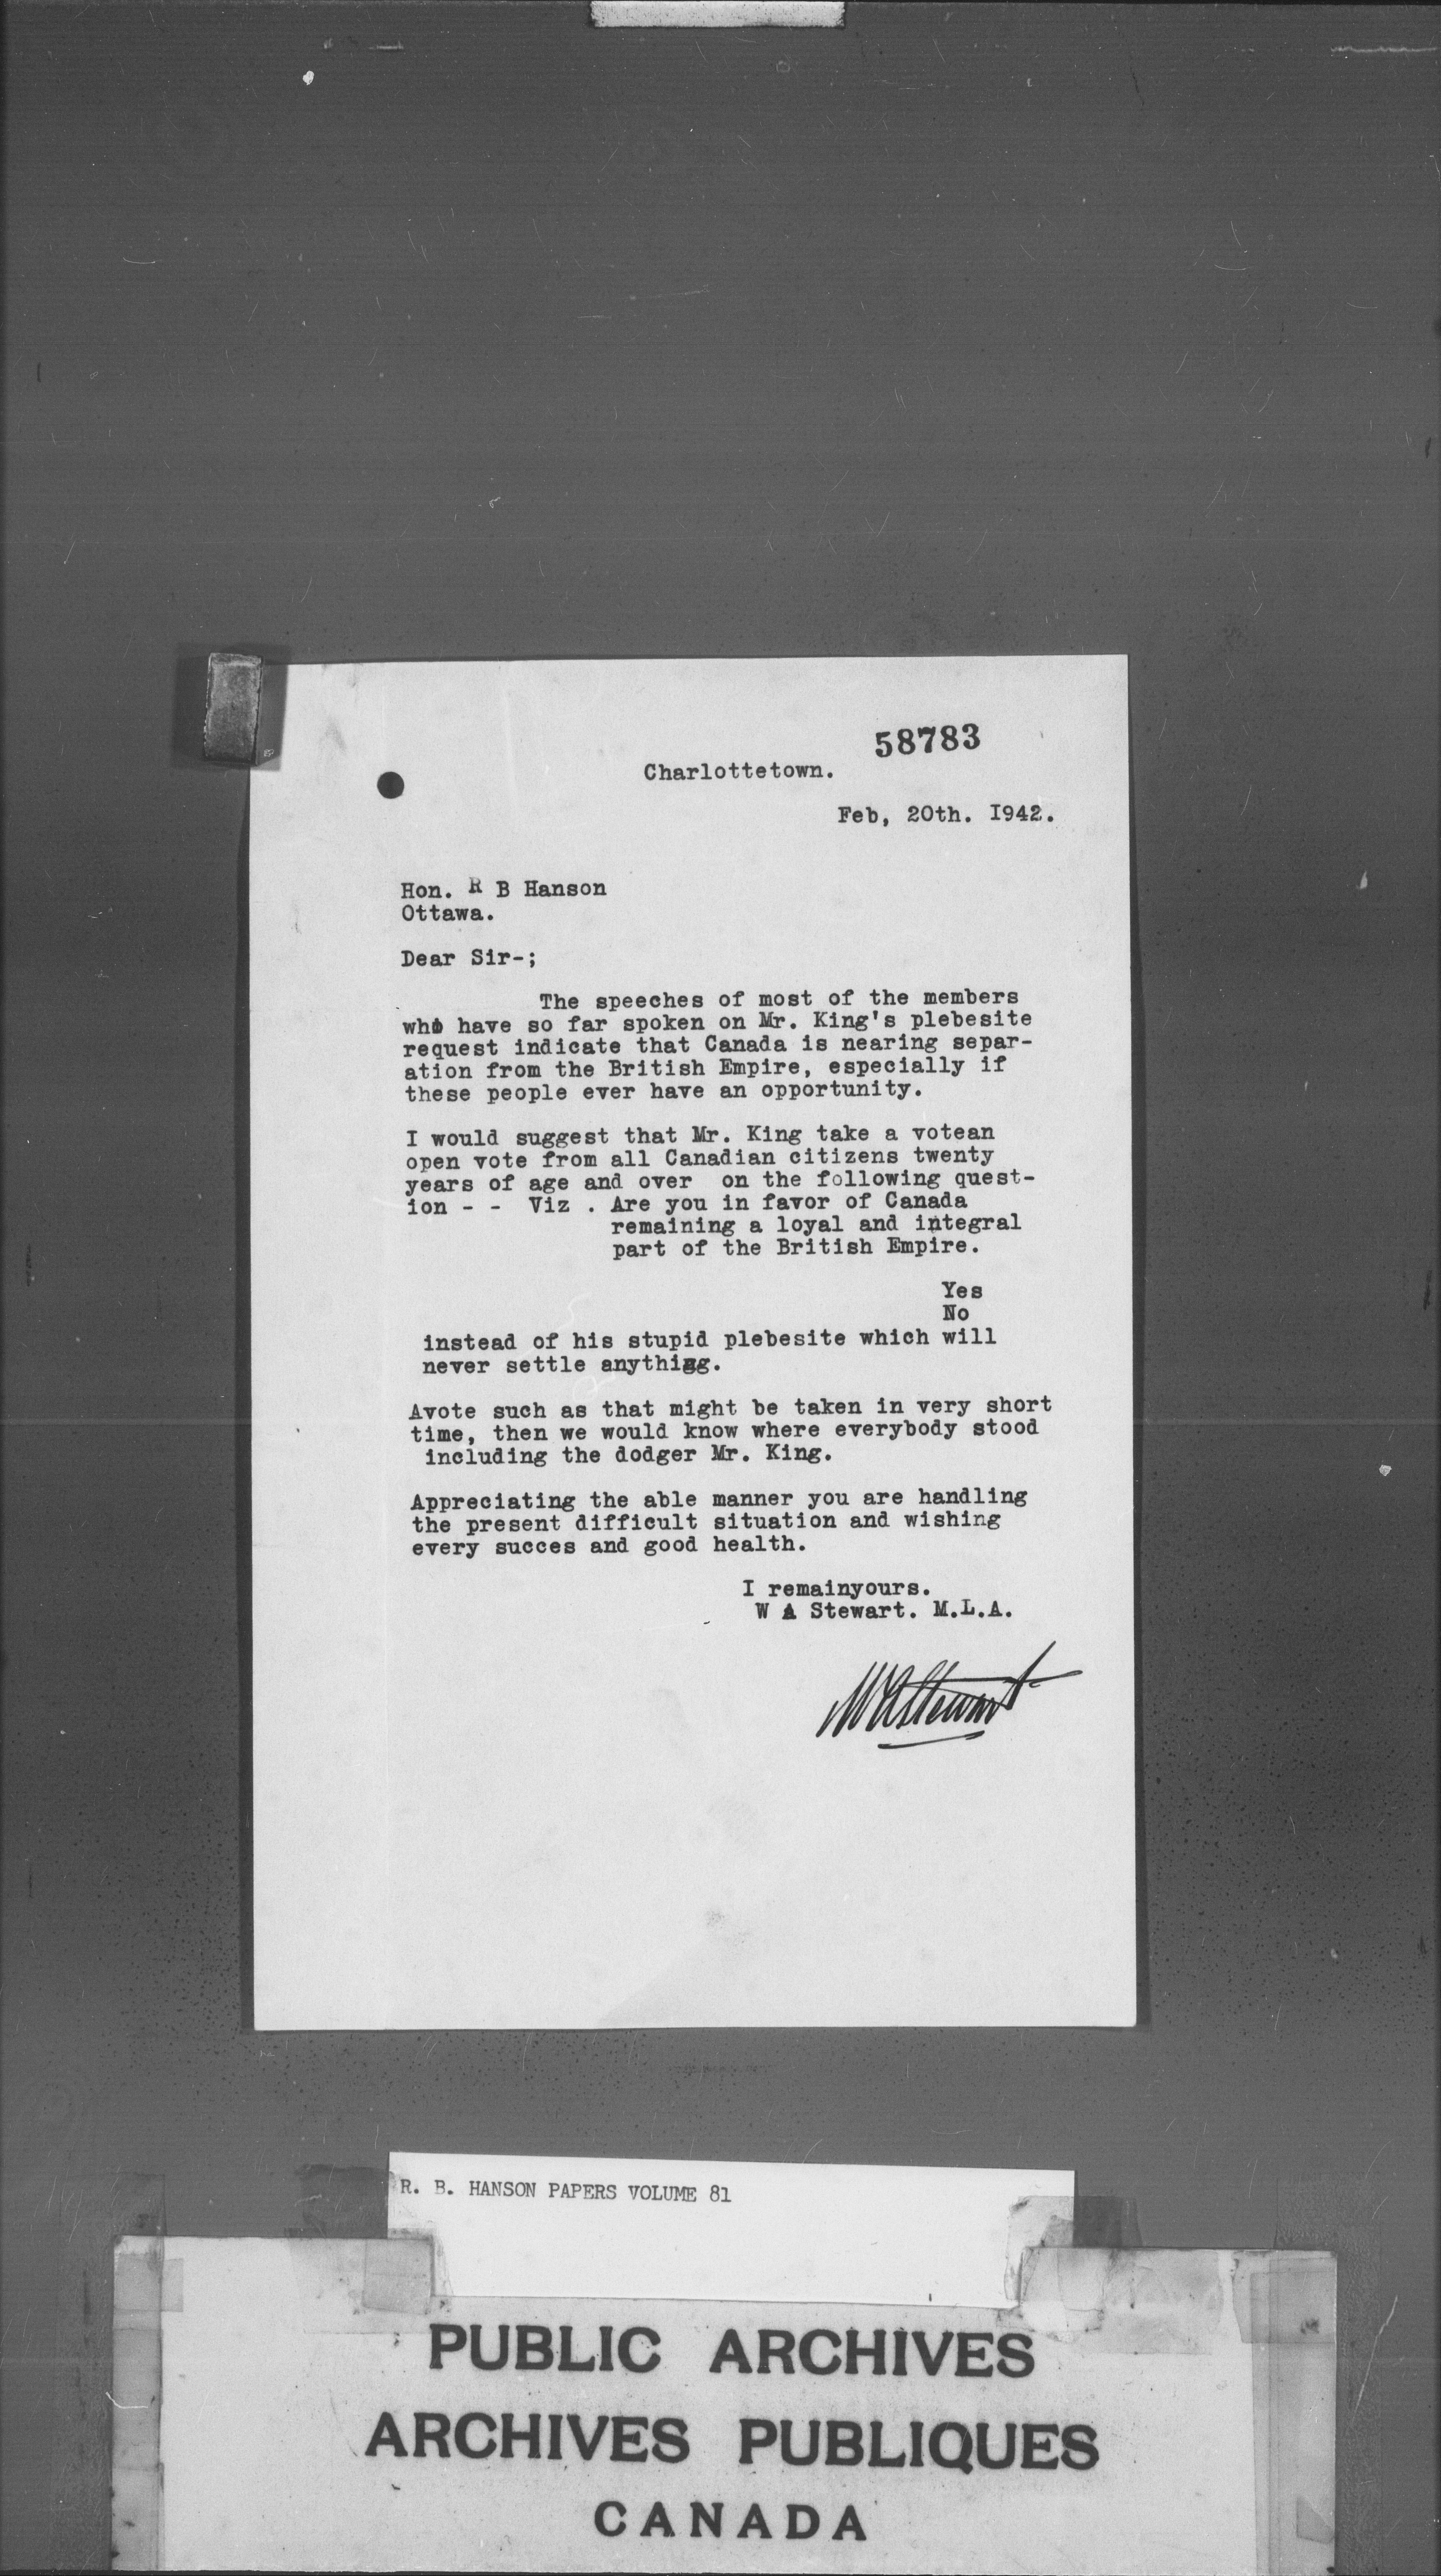 58783
Charlottetown.
Feb, 20th. I942.
Hon. R B Hanson
Ottawa.
Dear Sir-;
The speeches of most of the members
who have so far spoken on Mr. King's plebesite
request indicate that Canada is nearing separ-
ation from the British Empire, especially if
these people ever have an opportunity.
I would suggest that Mr. King take a votean
open vote from all Canadian citizens twenty
years of age and over on the following quest-
ion - - Viz . Are you in favor of Canada
remaining a loyal and integral
part of the British Empire.
Yes
No
instead of his stupid plebesite which will
never settle anything.
Avote such as that might be taken in very short
time, then we would know where everybody stood
including the dodger Mr. King.
Appreciating the able manner you are handling
the present difficult situation and wishing
every succes and good health.
I remainyours.
W A Stewart. M.L.A.
WAStewart
R. B. HANSON PAPERS VOLUME 81
PUBLIC ARCHIVES
ARCHIVES PUBLIQUES
CANADA